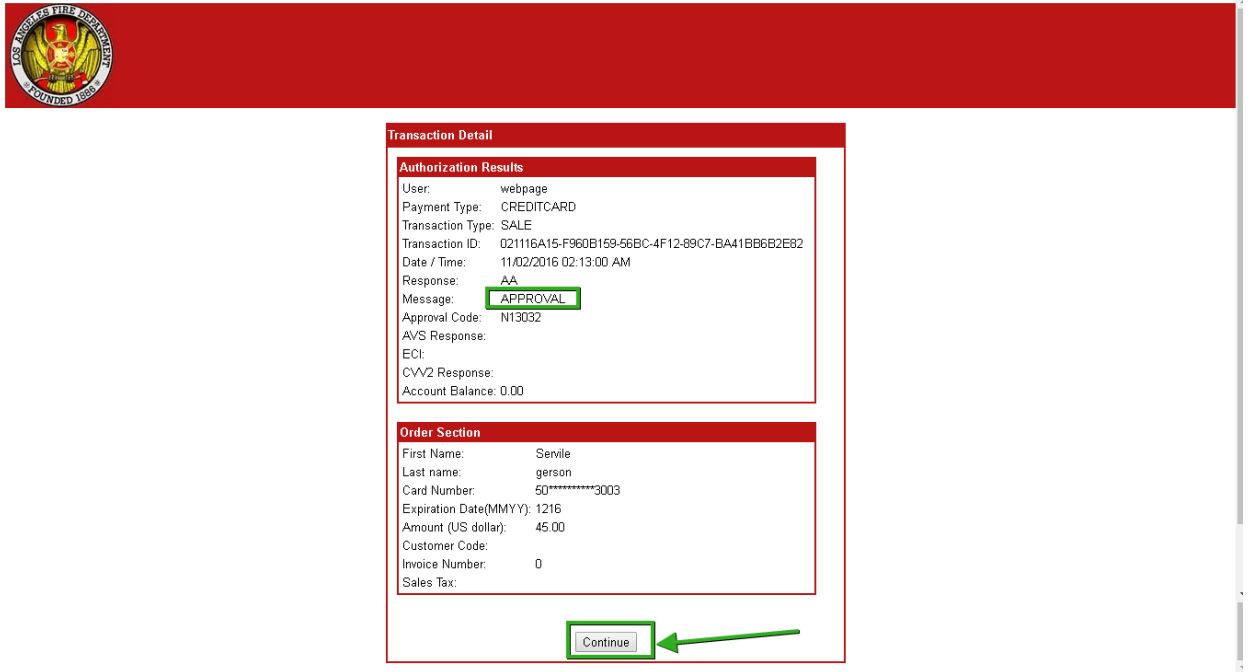 LOS ANGELES FIRE DEPARTMENT
FOUNDED 1886
Transaction Detail
Authorization Results
User: webpage
Payment Type: CREDITCARD
Transaction Type: SALE
Transaction ID: 021116A15-F960B159-56BC-4F12-89C7-BA41BB6B2E82
Date / Time: 11/02/2016 02:13:00 AM
Response: AA
Message: APPROVAL
Approval Code: N13032
AVS Response:
ECI:
CVV2 Response:
Account Balance: 0.00
Order Section
First Name: Servile
Last name: gerson
Card Number: 50**********3003
Expiration Date(MMYY): 1216
Amount (US dollar): 45.00
Customer Code:
Invoice Number: 0
Sales Tax:
Continue